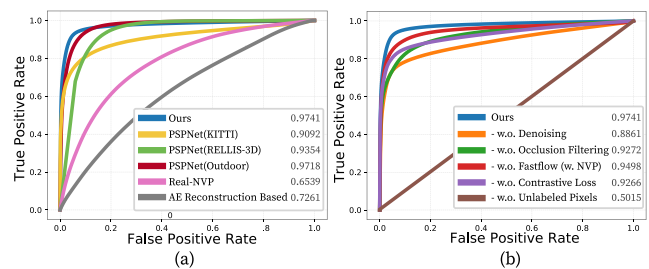 True Positive Rate
1.0
0.8
0.6
0.4
0.2
0.0
Ours 0.9741
PSPNet(KITTI) 0.9092
PSPNet(RELLIS-3D) 0.9354
PSPNet(Outdoor) 0.9718
Real-NVP 0.6539
AE Reconstruction Based 0.7261
0
0.0 0.2 0.4 0.6 0.8 1.0
False Positive Rate
(a)
True Positive Rate
1.0
0.8
0.6
0.4
0.2
0.0
Ours 0.9741
- w.o. Denoising 0.8861
- w.o. Occlusion Filtering 0.9272
- w.o. Fastflow (w. NVP) 0.9498
- w.o. Contrastive Loss 0.9266
- w.o. Unlabeled Pixels 0.5015
0.0 0.2 0.4 0.6 0.8 1.0
False Positive Rate
(b)